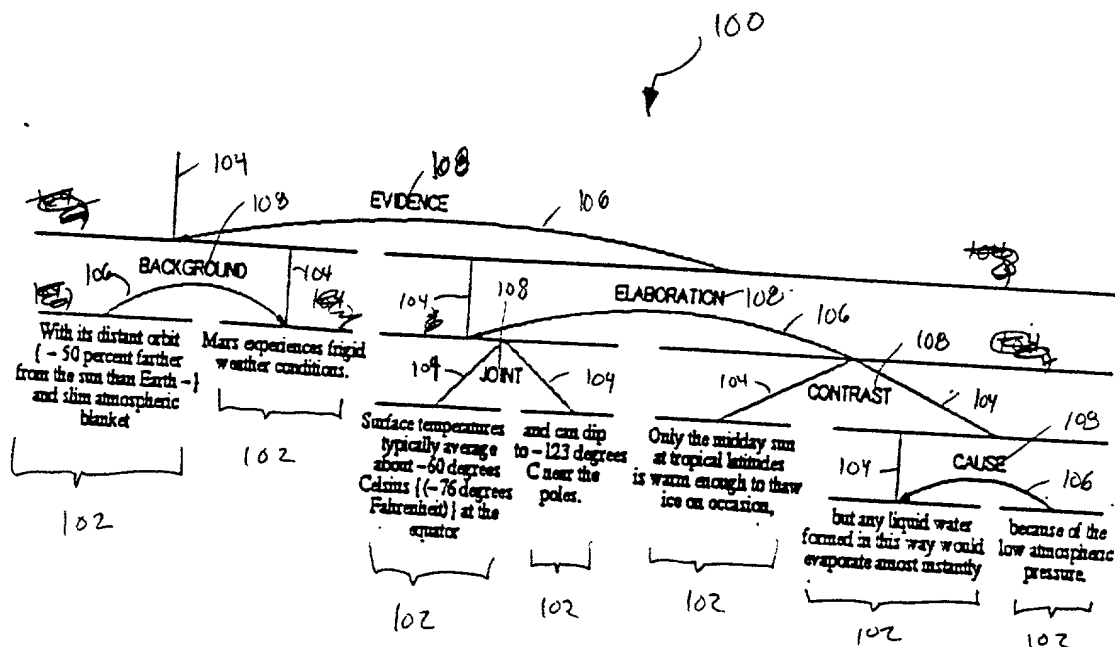 100
104
108
EVIDENCE
106
108
BACKGROUND
106
104
104
108
ELABORATION
108
106
With its distant orbit
{ – 50 percent farther
from the sun than Earth – }
and slim atmospheric
blanket
102
Mars experiences frigid
weather conditions.
102
104
JOINT
104
Surface temperatures
typically average
about –60 degrees
Celsius {(–76 degrees
Fahrenheit) } at the
equator
102
and can dip
to –123 degrees
C near the
poles.
102
104
108
CONTRAST
104
Only the midday sun
at tropical latitudes
is warm enough to thaw
ice on occasion,
102
108
104
CAUSE
106
but any liquid water
formed in this way would
evaporate amost instantly
102
because of the
low atmospheric
pressure.
102